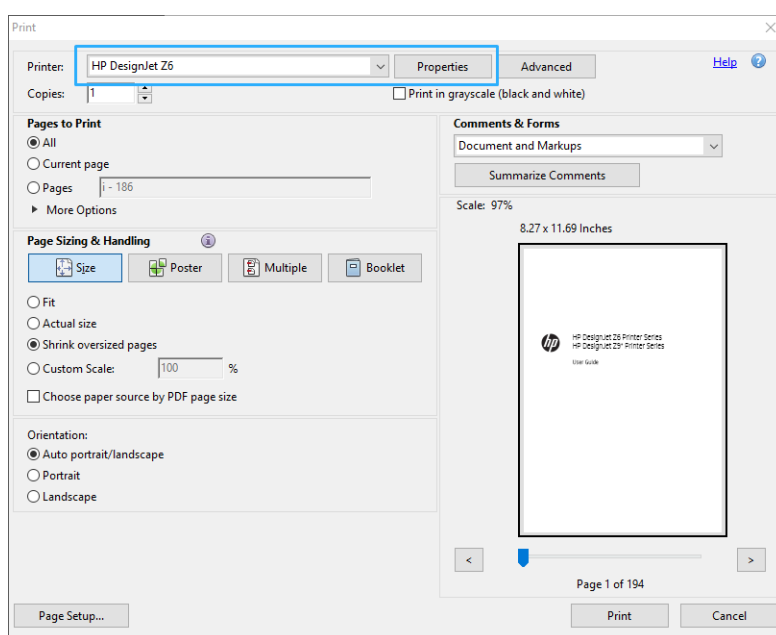 Print
Printer: HP DesignJet Z6 Properties Advanced Help ?
Copies: 1 Print in grayscale (black and white)
Pages to Print
All
Current page
Pages i - 186
More Options
Page Sizing & Handling i
Size Poster Multiple Booklet
Fit
Actual size
Shrink oversized pages
Custom Scale: 100 %
Choose paper source by PDF page size
Orientation:
Auto portrait/landscape
Portrait
Landscape
Comments & Forms
Document and Markups
Summarize Comments
Scale: 97%
8.27 x 11.69 Inches
hp
HP DesignJet Z6 Printer Series
HP DesignJet Z9⁺ Printer Series
User Guide
< >
Page 1 of 194
Page Setup... Print Cancel